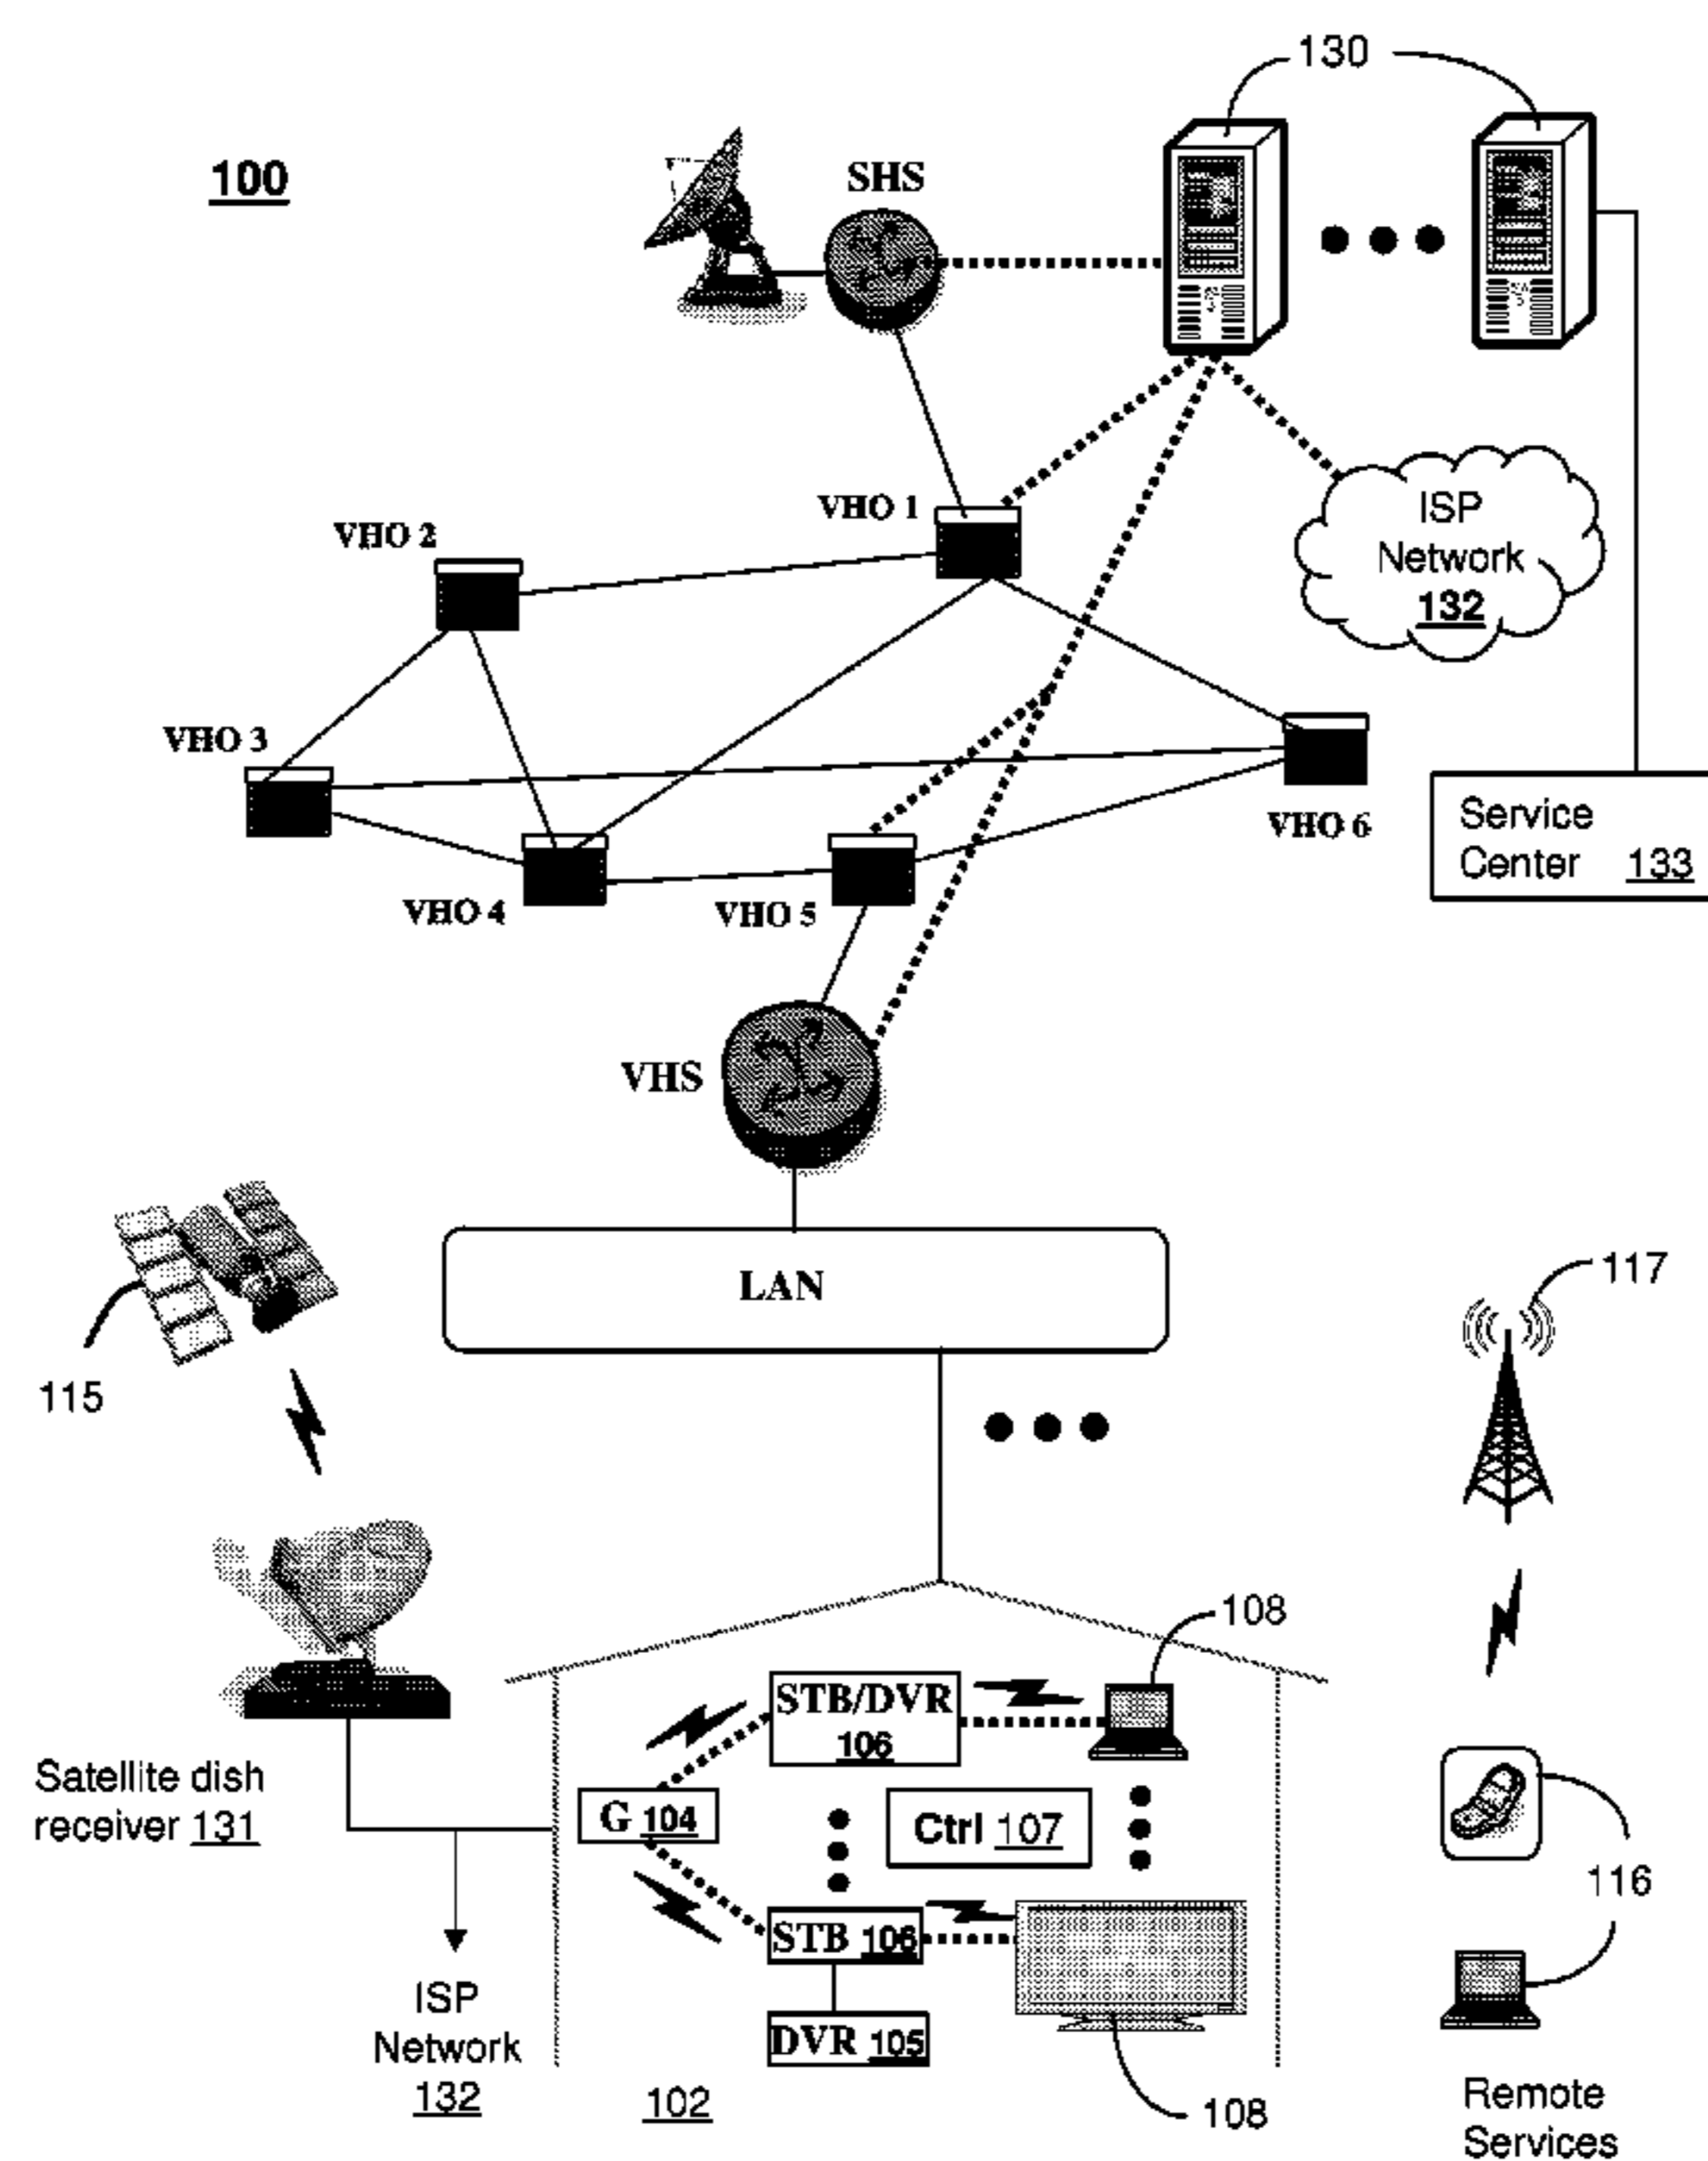 130
100
SHS
ISP
Network
132
VHO 1
VHO 2
VHO 3
VHO 6
Service
Center 133
VHO 4
VHO 5
VHS
LAN
117
115
108
STB/DVR
106
Satellite dish
receiver 131
G 104
Ctrl 107
116
STB 106
ISP
Network
132
DVR 105
102
108
Remote
Services